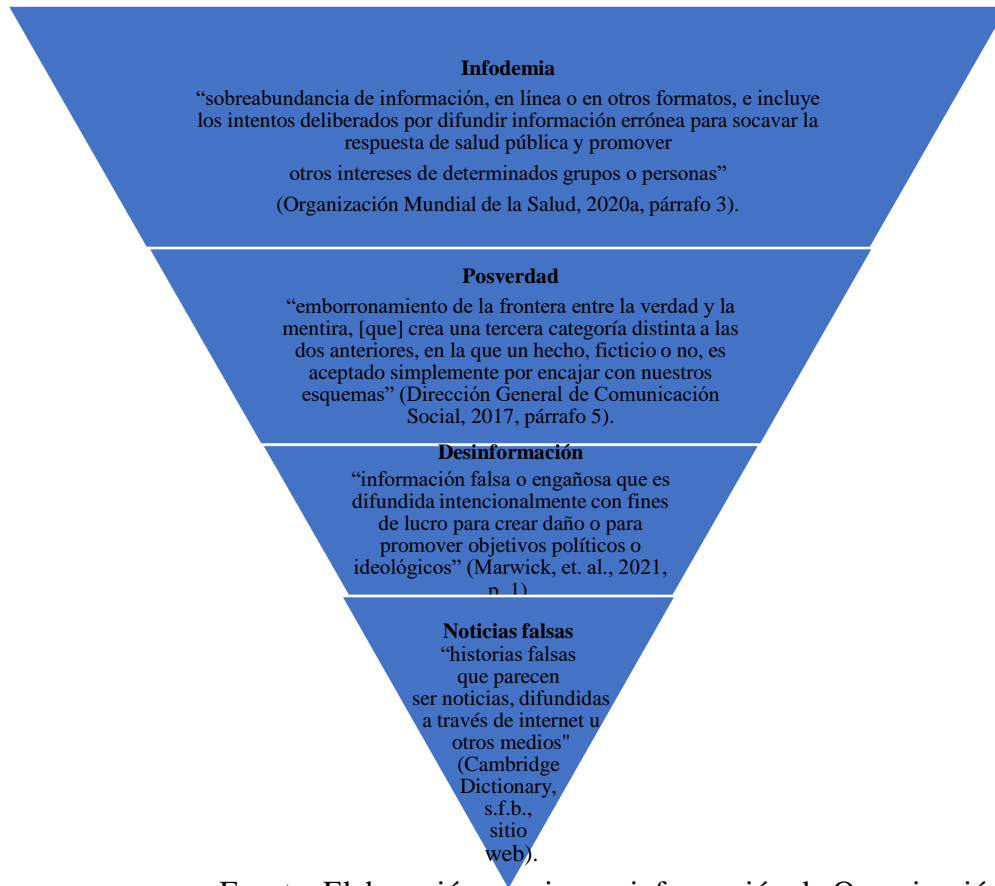 Infodemia
“sobreabundancia de información, en línea o en otros formatos, e incluye
los intentos deliberados por difundir información errónea para socavar la
respuesta de salud pública y promover
otros intereses de determinados grupos o personas”
(Organización Mundial de la Salud, 2020a, párrafo 3).
Posverdad
“emborronamiento de la frontera entre la verdad y la
mentira, [que] crea una tercera categoría distinta a las
dos anteriores, en la que un hecho, ficticio o no, es
aceptado simplemente por encajar con nuestros
esquemas” (Dirección General de Comunicación
Social, 2017, párrafo 5).
Desinformación
“información falsa o engañosa que es
difundida intencionalmente con fines
de lucro para crear daño o para
promover objetivos políticos o
ideológicos” (Marwick, et. al., 2021,
p. 1)
Noticias falsas
“historias falsas
que parecen
ser noticias, difundidas
a través de internet u
otros medios"
(Cambridge
Dictionary,
s.f.b.,
sitio
web).